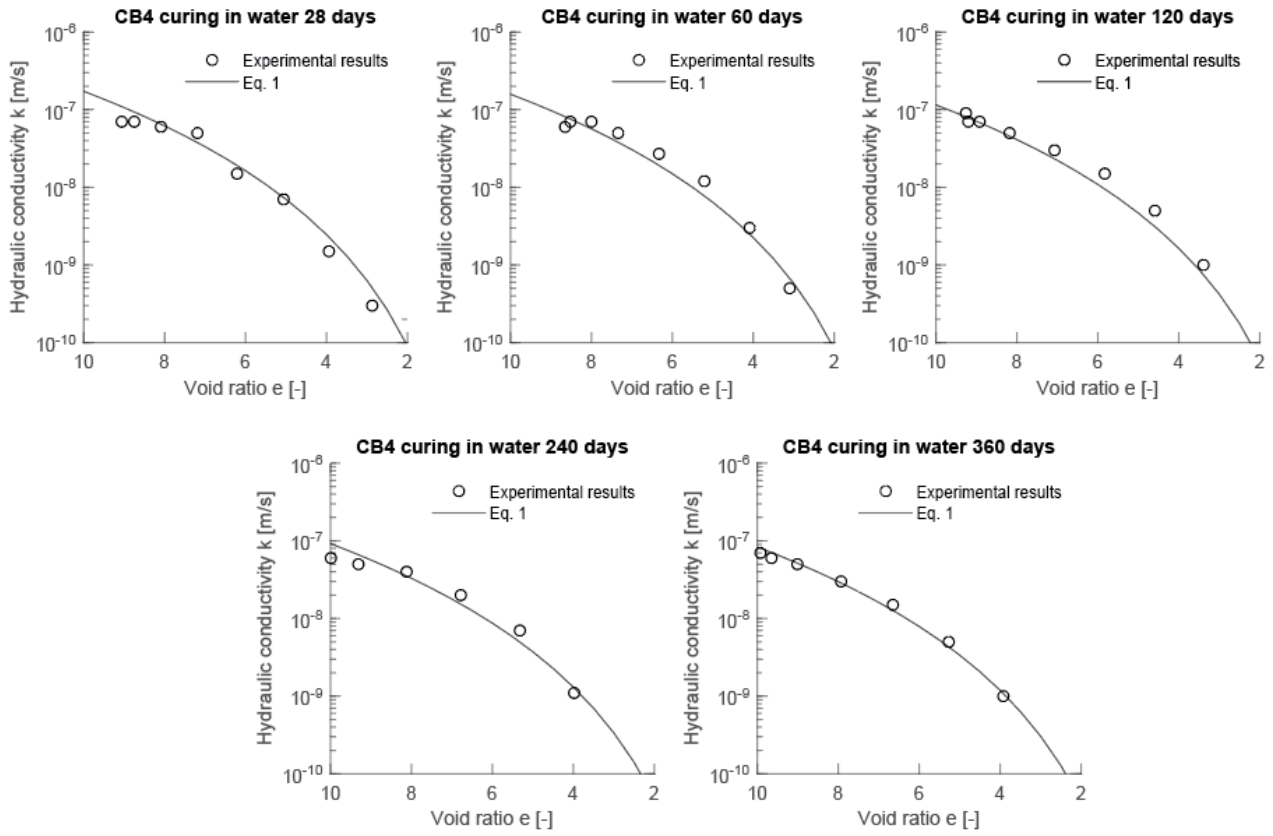 CB4 curing in water 28 days
10⁻⁶
10⁻⁷
10⁻⁸
10⁻⁹
10⁻¹⁰
Hydraulic conductivity k [m/s]
Experimental results
Eq. 1
10 8 6 4 2
Void ratio e [-]
CB4 curing in water 60 days
10⁻⁶
10⁻⁷
10⁻⁸
10⁻⁹
10⁻¹⁰
Hydraulic conductivity k [m/s]
Experimental results
Eq. 1
10 8 6 4 2
Void ratio e [-]
CB4 curing in water 120 days
10⁻⁶
10⁻⁷
10⁻⁸
10⁻⁹
10⁻¹⁰
Hydraulic conductivity k [m/s]
Experimental results
Eq. 1
10 8 6 4 2
Void ratio e [-]
CB4 curing in water 240 days
10⁻⁶
10⁻⁷
10⁻⁸
10⁻⁹
10⁻¹⁰
Hydraulic conductivity k [m/s]
Experimental results
Eq. 1
10 8 6 4 2
Void ratio e [-]
CB4 curing in water 360 days
10⁻⁶
10⁻⁷
10⁻⁸
10⁻⁹
10⁻¹⁰
Hydraulic conductivity k [m/s]
Experimental results
Eq. 1
10 8 6 4 2
Void ratio e [-]